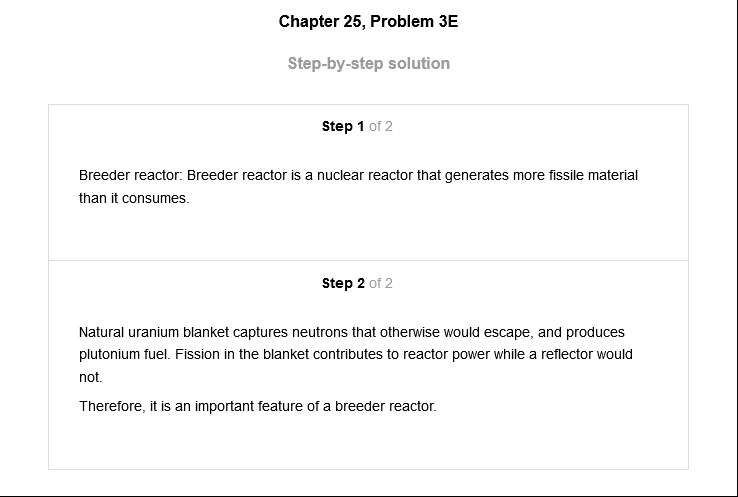 Chapter 25, Problem 3E
Step-by-step solution
Step 1 of 2
Breeder reactor: Breeder reactor is a nuclear reactor that generates more fissile material
than it consumes.
Step 2 of 2
Natural uranium blanket captures neutrons that otherwise would escape, and produces
plutonium fuel. Fission in the blanket contributes to reactor power while a reflector would
not.
Therefore, it is an important feature of a breeder reactor.